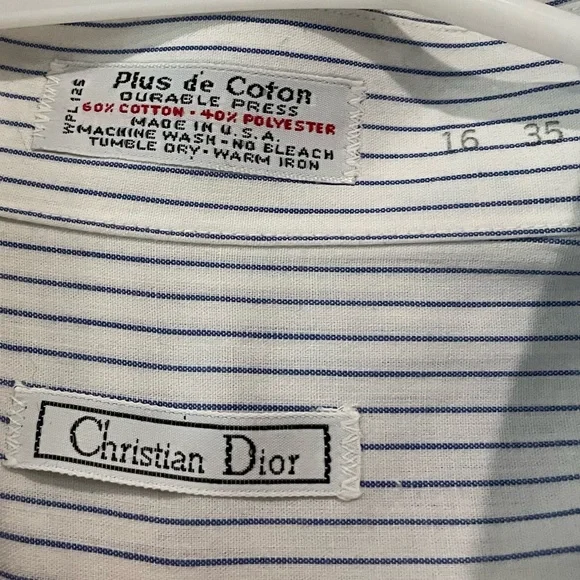 Plus de Coton
DURABLE PRESS
60% COTTON · 40% POLYESTER
MADE IN U.S.A.
MACHINE WASH - NO BLEACH
TUMBLE DRY · WARM IRON
WPL 125
16 35
Christian Dior